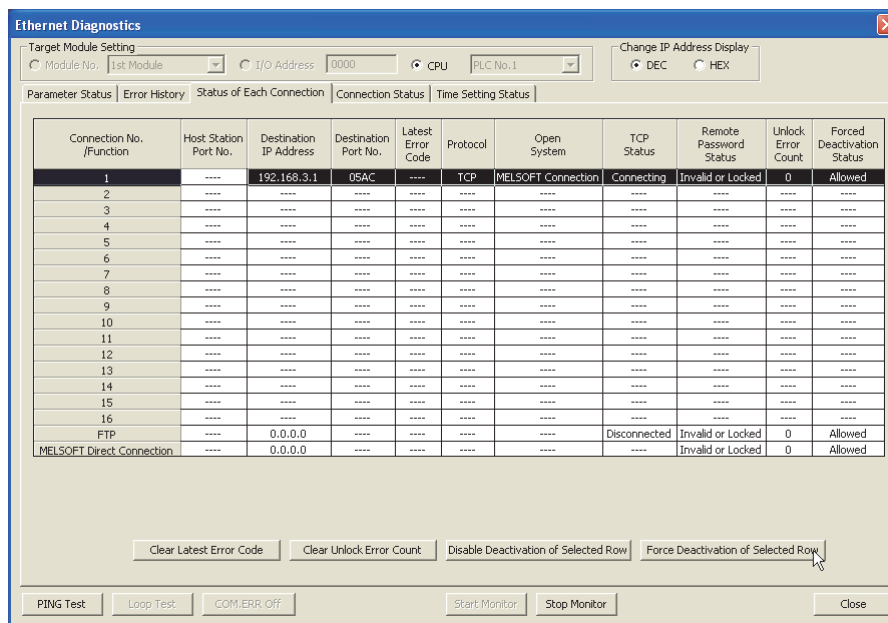 Ethernet Diagnostics
Target Module Setting
Module No. 1st Module I/O Address 0000 CPU PLC No.1
Change IP Address Display
DEC HEX
Parameter Status Error History Status of Each Connection Connection Status Time Setting Status
Connection No. /Function Host Station Port No. Destination IP Address Destination Port No. Latest Error Code Protocol Open System TCP Status Remote Password Status Unlock Error Count Forced Deactivation Status
1 ---- 192.168.3.1 05AC ---- TCP MELSOFT Connection Connecting Invalid or Locked 0 Allowed
2 ---- ---- ---- ---- ---- ---- ---- ---- ---- ----
3 ---- ---- ---- ---- ---- ---- ---- ---- ---- ----
4 ---- ---- ---- ---- ---- ---- ---- ---- ---- ----
5 ---- ---- ---- ---- ---- ---- ---- ---- ---- ----
6 ---- ---- ---- ---- ---- ---- ---- ---- ---- ----
7 ---- ---- ---- ---- ---- ---- ---- ---- ---- ----
8 ---- ---- ---- ---- ---- ---- ---- ---- ---- ----
9 ---- ---- ---- ---- ---- ---- ---- ---- ---- ----
10 ---- ---- ---- ---- ---- ---- ---- ---- ---- ----
11 ---- ---- ---- ---- ---- ---- ---- ---- ---- ----
12 ---- ---- ---- ---- ---- ---- ---- ---- ---- ----
13 ---- ---- ---- ---- ---- ---- ---- ---- ---- ----
14 ---- ---- ---- ---- ---- ---- ---- ---- ---- ----
15 ---- ---- ---- ---- ---- ---- ---- ---- ---- ----
16 ---- ---- ---- ---- ---- ---- ---- ---- ---- ----
FTP ---- 0.0.0.0 ---- ---- ---- ---- Disconnected Invalid or Locked 0 Allowed
MELSOFT Direct Connection ---- 0.0.0.0 ---- ---- ---- ---- ---- Invalid or Locked 0 Allowed
Clear Latest Error Code Clear Unlock Error Count Disable Deactivation of Selected Row Force Deactivation of Selected Row
PING Test Loop Test COM.ERR Off Start Monitor Stop Monitor Close